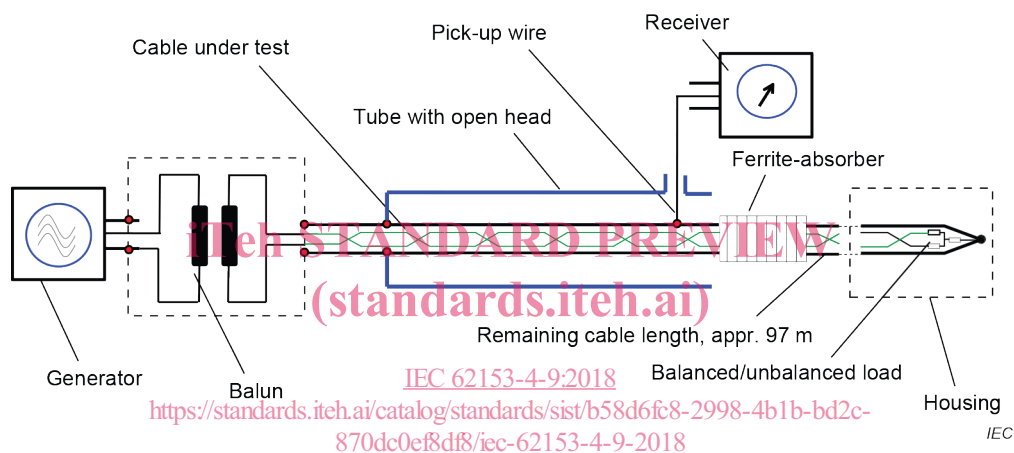 Receiver
Pick-up wire
Cable under test
Tube with open head
Ferrite-absorber
iTeh STANDARD PREVIEW
(standards.iteh.ai)
Remaining cable length, appr. 97 m
Balanced/unbalanced load
Generator
Balun
Housing
IEC 62153-4-9:2018
https://standards.iteh.ai/catalog/standards/sist/b58d6fc8-2998-4b1b-bd2c-
870dc0ef8df8/iec-62153-4-9-2018
IEC